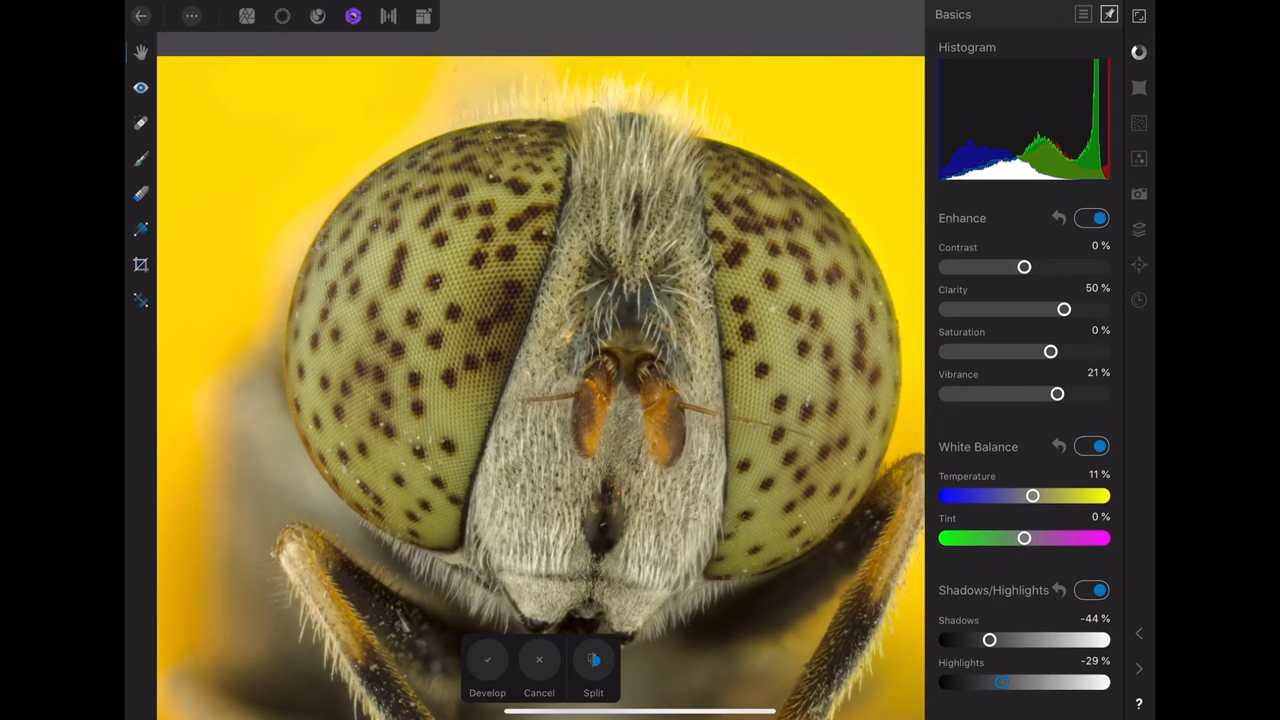 Basics
Histogram
Enhance
Contrast 0 %
Clarity 50 %
Saturation 0 %
Vibrance 21 %
White Balance
Temperature 11 %
Tint 0 %
Shadows/Highlights
Shadows -44 %
Highlights -29 %
?
Develop Cancel Split